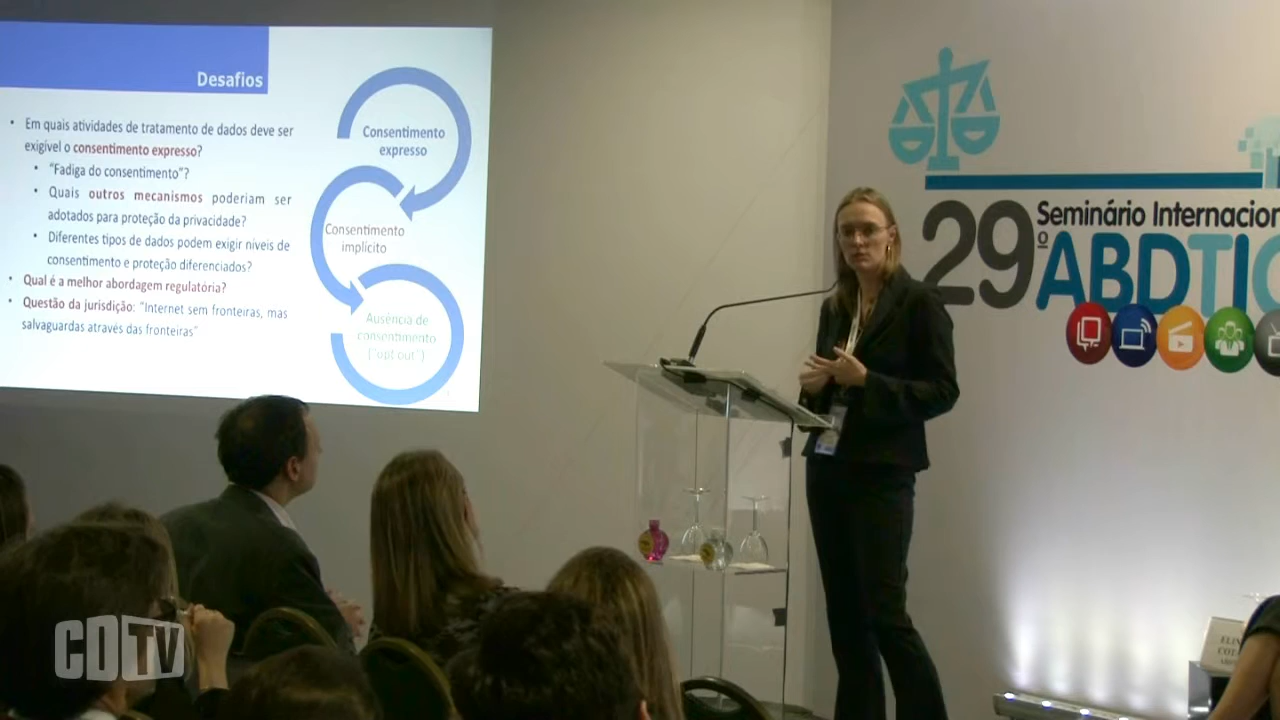 Desafios
• Em quais atividades de tratamento de dados deve ser
exigível o consentimento expresso?
• "Fadiga do consentimento"?
• Quais outros mecanismos poderiam ser
adotados para proteção da privacidade?
• Diferentes tipos de dados podem exigir níveis de
consentimento e proteção diferenciados?
• Qual é a melhor abordagem regulatória?
• Questão da jurisdição: "Internet sem fronteiras, mas
salvaguardas através das fronteiras"
Consentimento
expresso
Consentimento
implícito
Ausência de
consentimento
("opt out")
29º
Seminário Internacion
ABDTIC
CDTV